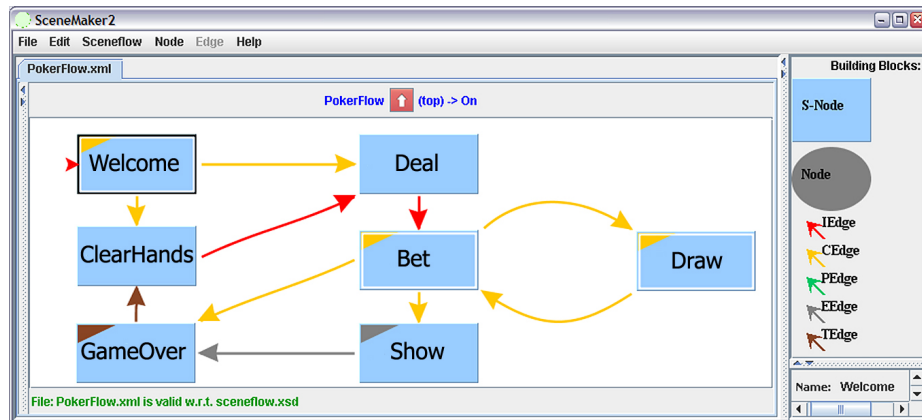 SceneMaker2
File Edit Sceneflow Node Edge Help
PokerFlow.xml
PokerFlow (top) -> On
Welcome
Deal
ClearHands
Bet
Draw
GameOver
Show
File: PokerFlow.xml is valid w.r.t. sceneflow.xsd
Building Blocks:
S-Node
Node
IEdge
CEdge
PEdge
EEdge
TEdge
Name: Welcome